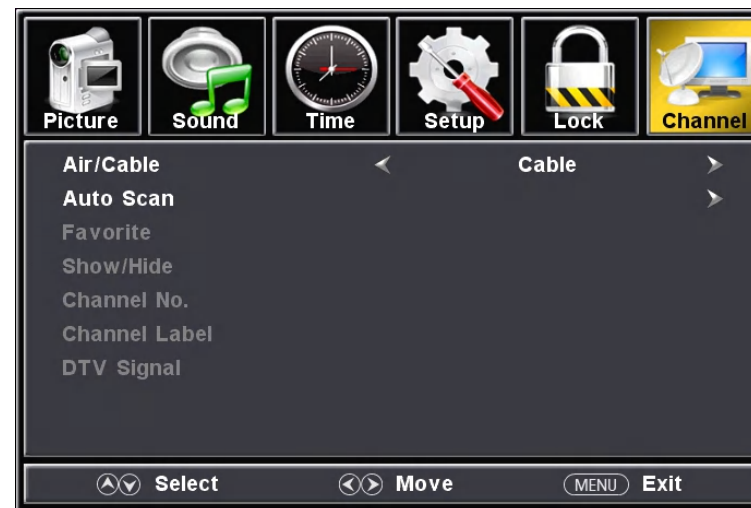 Picture Sound Time Setup Lock Channel
Air/Cable Cable
Auto Scan
Favorite
Show/Hide
Channel No.
Channel Label
DTV Signal
Select Move MENU Exit